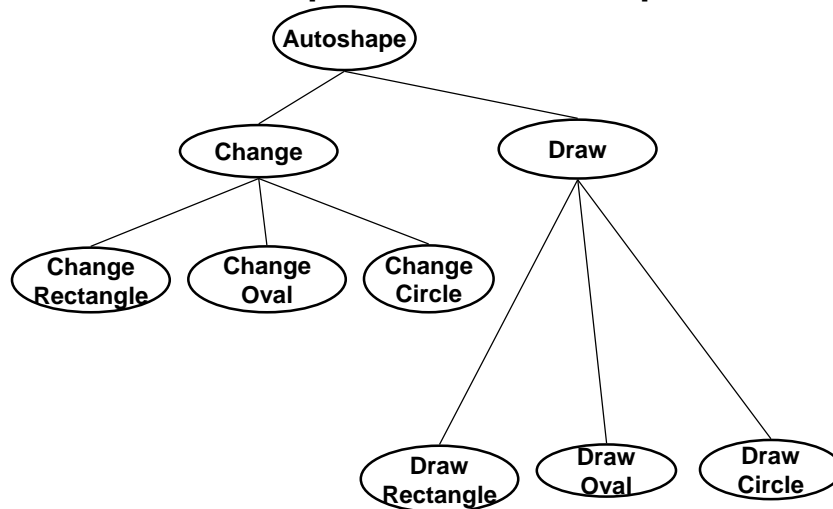 Autoshape
Change
Draw
Change
Rectangle
Change
Oval
Change
Circle
Draw
Rectangle
Draw
Oval
Draw
Circle